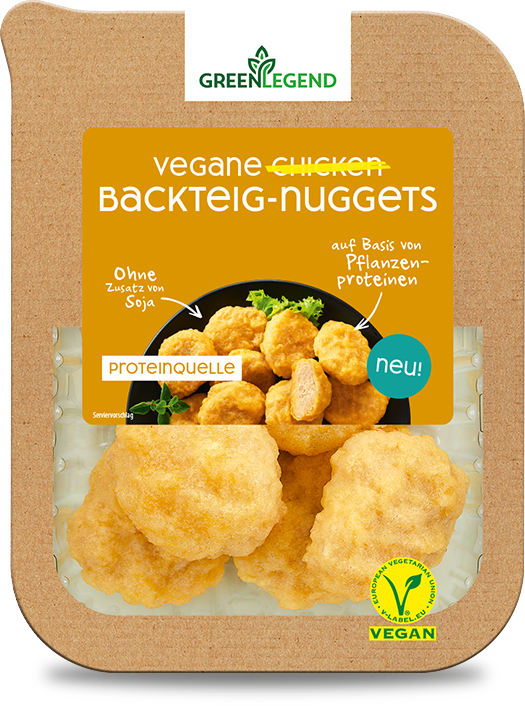 GREENLEGEND
Vegane Chicken
Backteig-Nuggets
auf Basis von
Pflanzen-
proteinen
Ohne
Zusatz von
Soja
PROTEINQUELLE
neu!
Serviervorschlag
EUROPEAN VEGETARIAN UNION
V-LABEL.EU
®
VEGAN